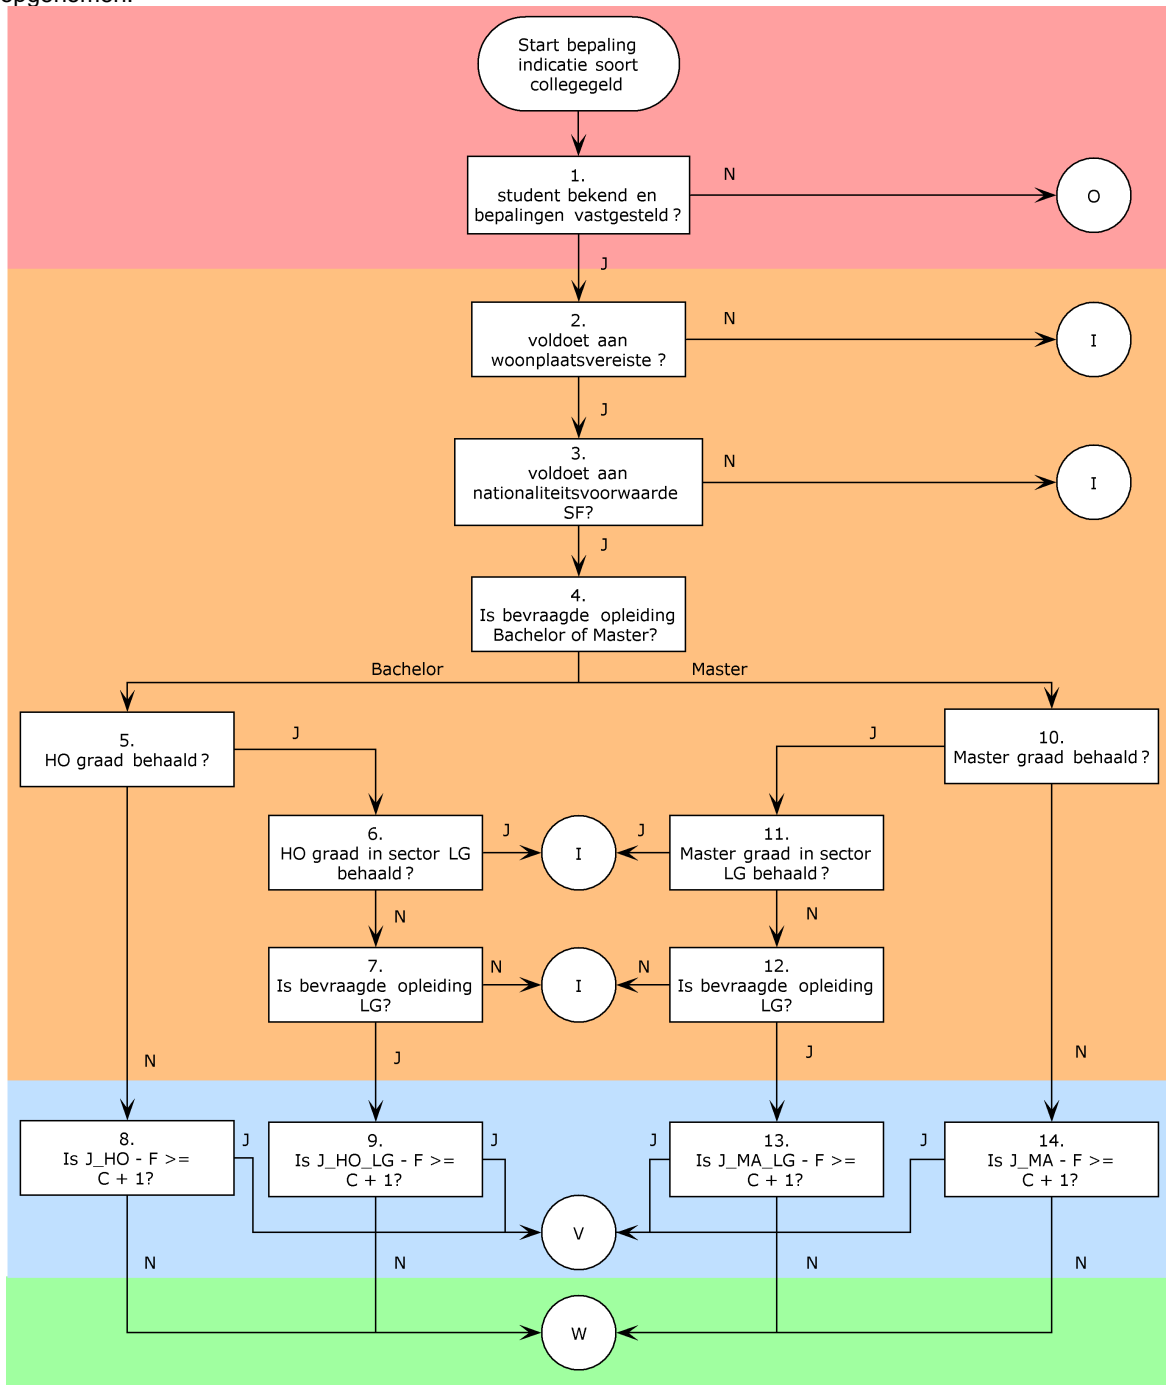 opgenomen.
Start bepaling
indicatie soort
collegegeld
1.
student bekend en
bepalingen vastgesteld?
N
O
J
2.
voldoet aan
woonplaatsvereiste ?
N
I
J
3.
voldoet aan
nationaliteitsvoorwaarde
SF?
N
I
J
4.
Is bevraagde opleiding
Bachelor of Master?
Bachelor
Master
5.
HO graad behaald?
J
J
10.
Master graad behaald?
6.
HO graad in sector LG
behaald?
J
I
J
11.
Master graad in sector
LG behaald?
N
N
7.
Is bevraagde opleiding
LG?
N
I
N
12.
Is bevraagde opleiding
LG?
N
J
J
N
8.
Is J_HO - F >=
C + 1?
J
9.
Is J_HO_LG - F >=
C + 1?
J
J
13.
Is J_MA_LG - F >=
C + 1?
J
14.
Is J_MA - F >=
C + 1?
V
N
N
N
N
W